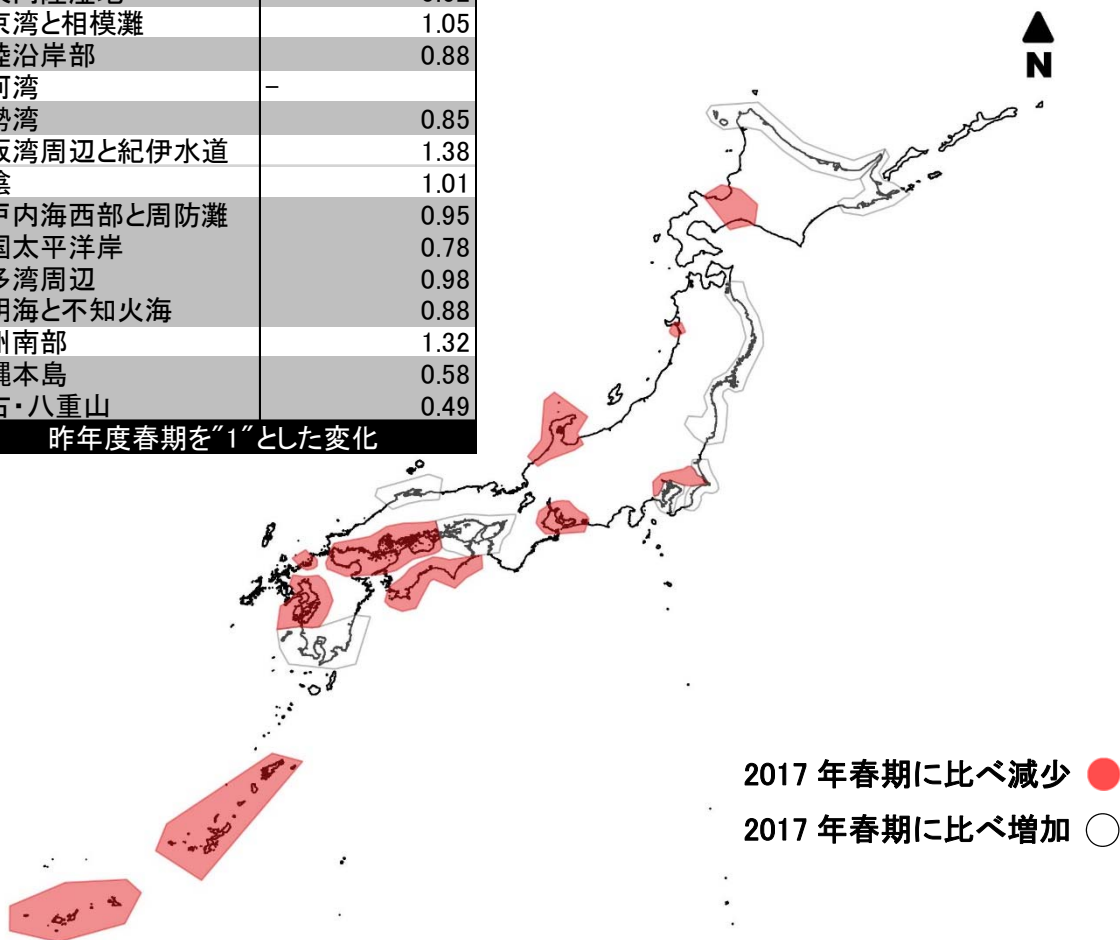 京湾と相模灘 1.05
陸沿岸部 0.88
河湾 −
勢湾 0.85
阪湾周辺と紀伊水道 1.38
陰 1.01
戸内海西部と周防灘 0.95
国太平洋岸 0.78
多湾周辺 0.98
明海と不知火海 0.88
州南部 1.32
縄本島 0.58
古・八重山 0.49
昨年度春期を"1"とした変化
N
2017 年春期に比べ減少
2017 年春期に比べ増加